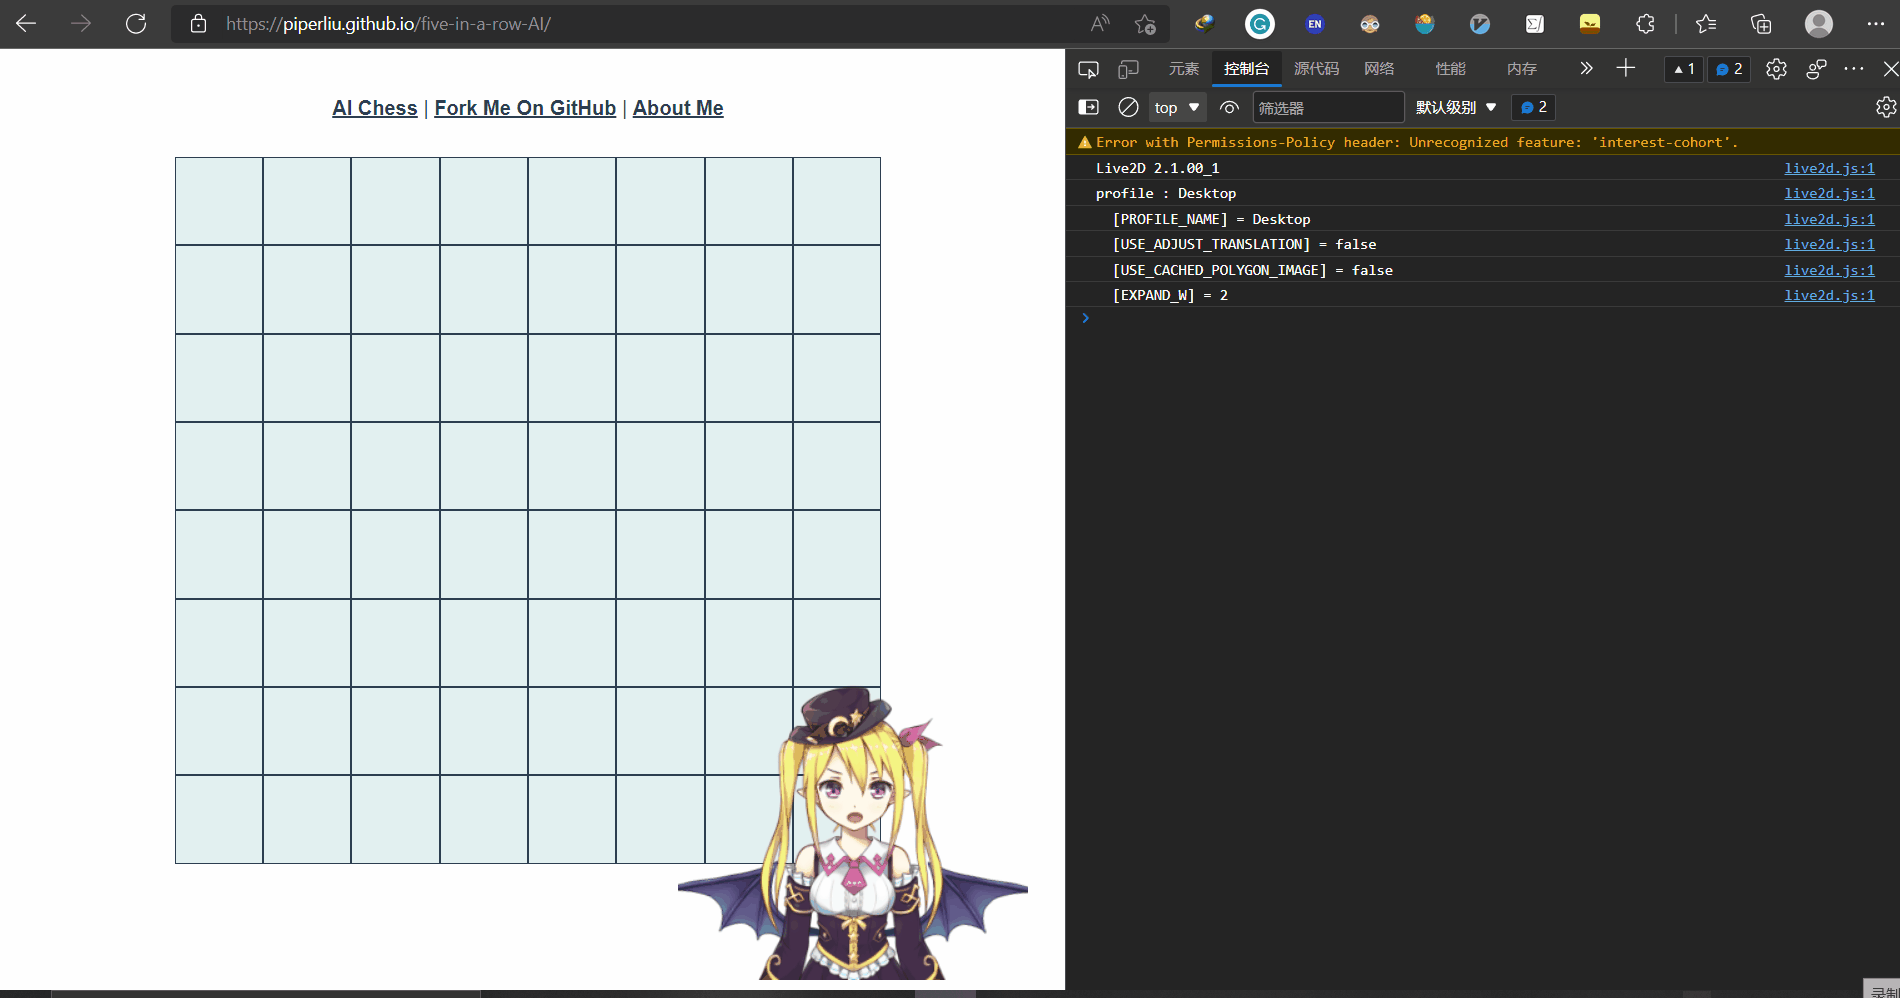 https://piperliu.github.io/five-in-a-row-AI/
EN
元素 控制台 源代码 网络 性能 内存 1 2
top 筛选器 默认级别 2
AI Chess | Fork Me On GitHub | About Me
Error with Permissions-Policy header: Unrecognized feature: 'interest-cohort'.
Live2D 2.1.00_1 live2d.js:1
profile : Desktop live2d.js:1
[PROFILE_NAME] = Desktop live2d.js:1
[USE_ADJUST_TRANSLATION] = false live2d.js:1
[USE_CACHED_POLYGON_IMAGE] = false live2d.js:1
[EXPAND_W] = 2 live2d.js:1